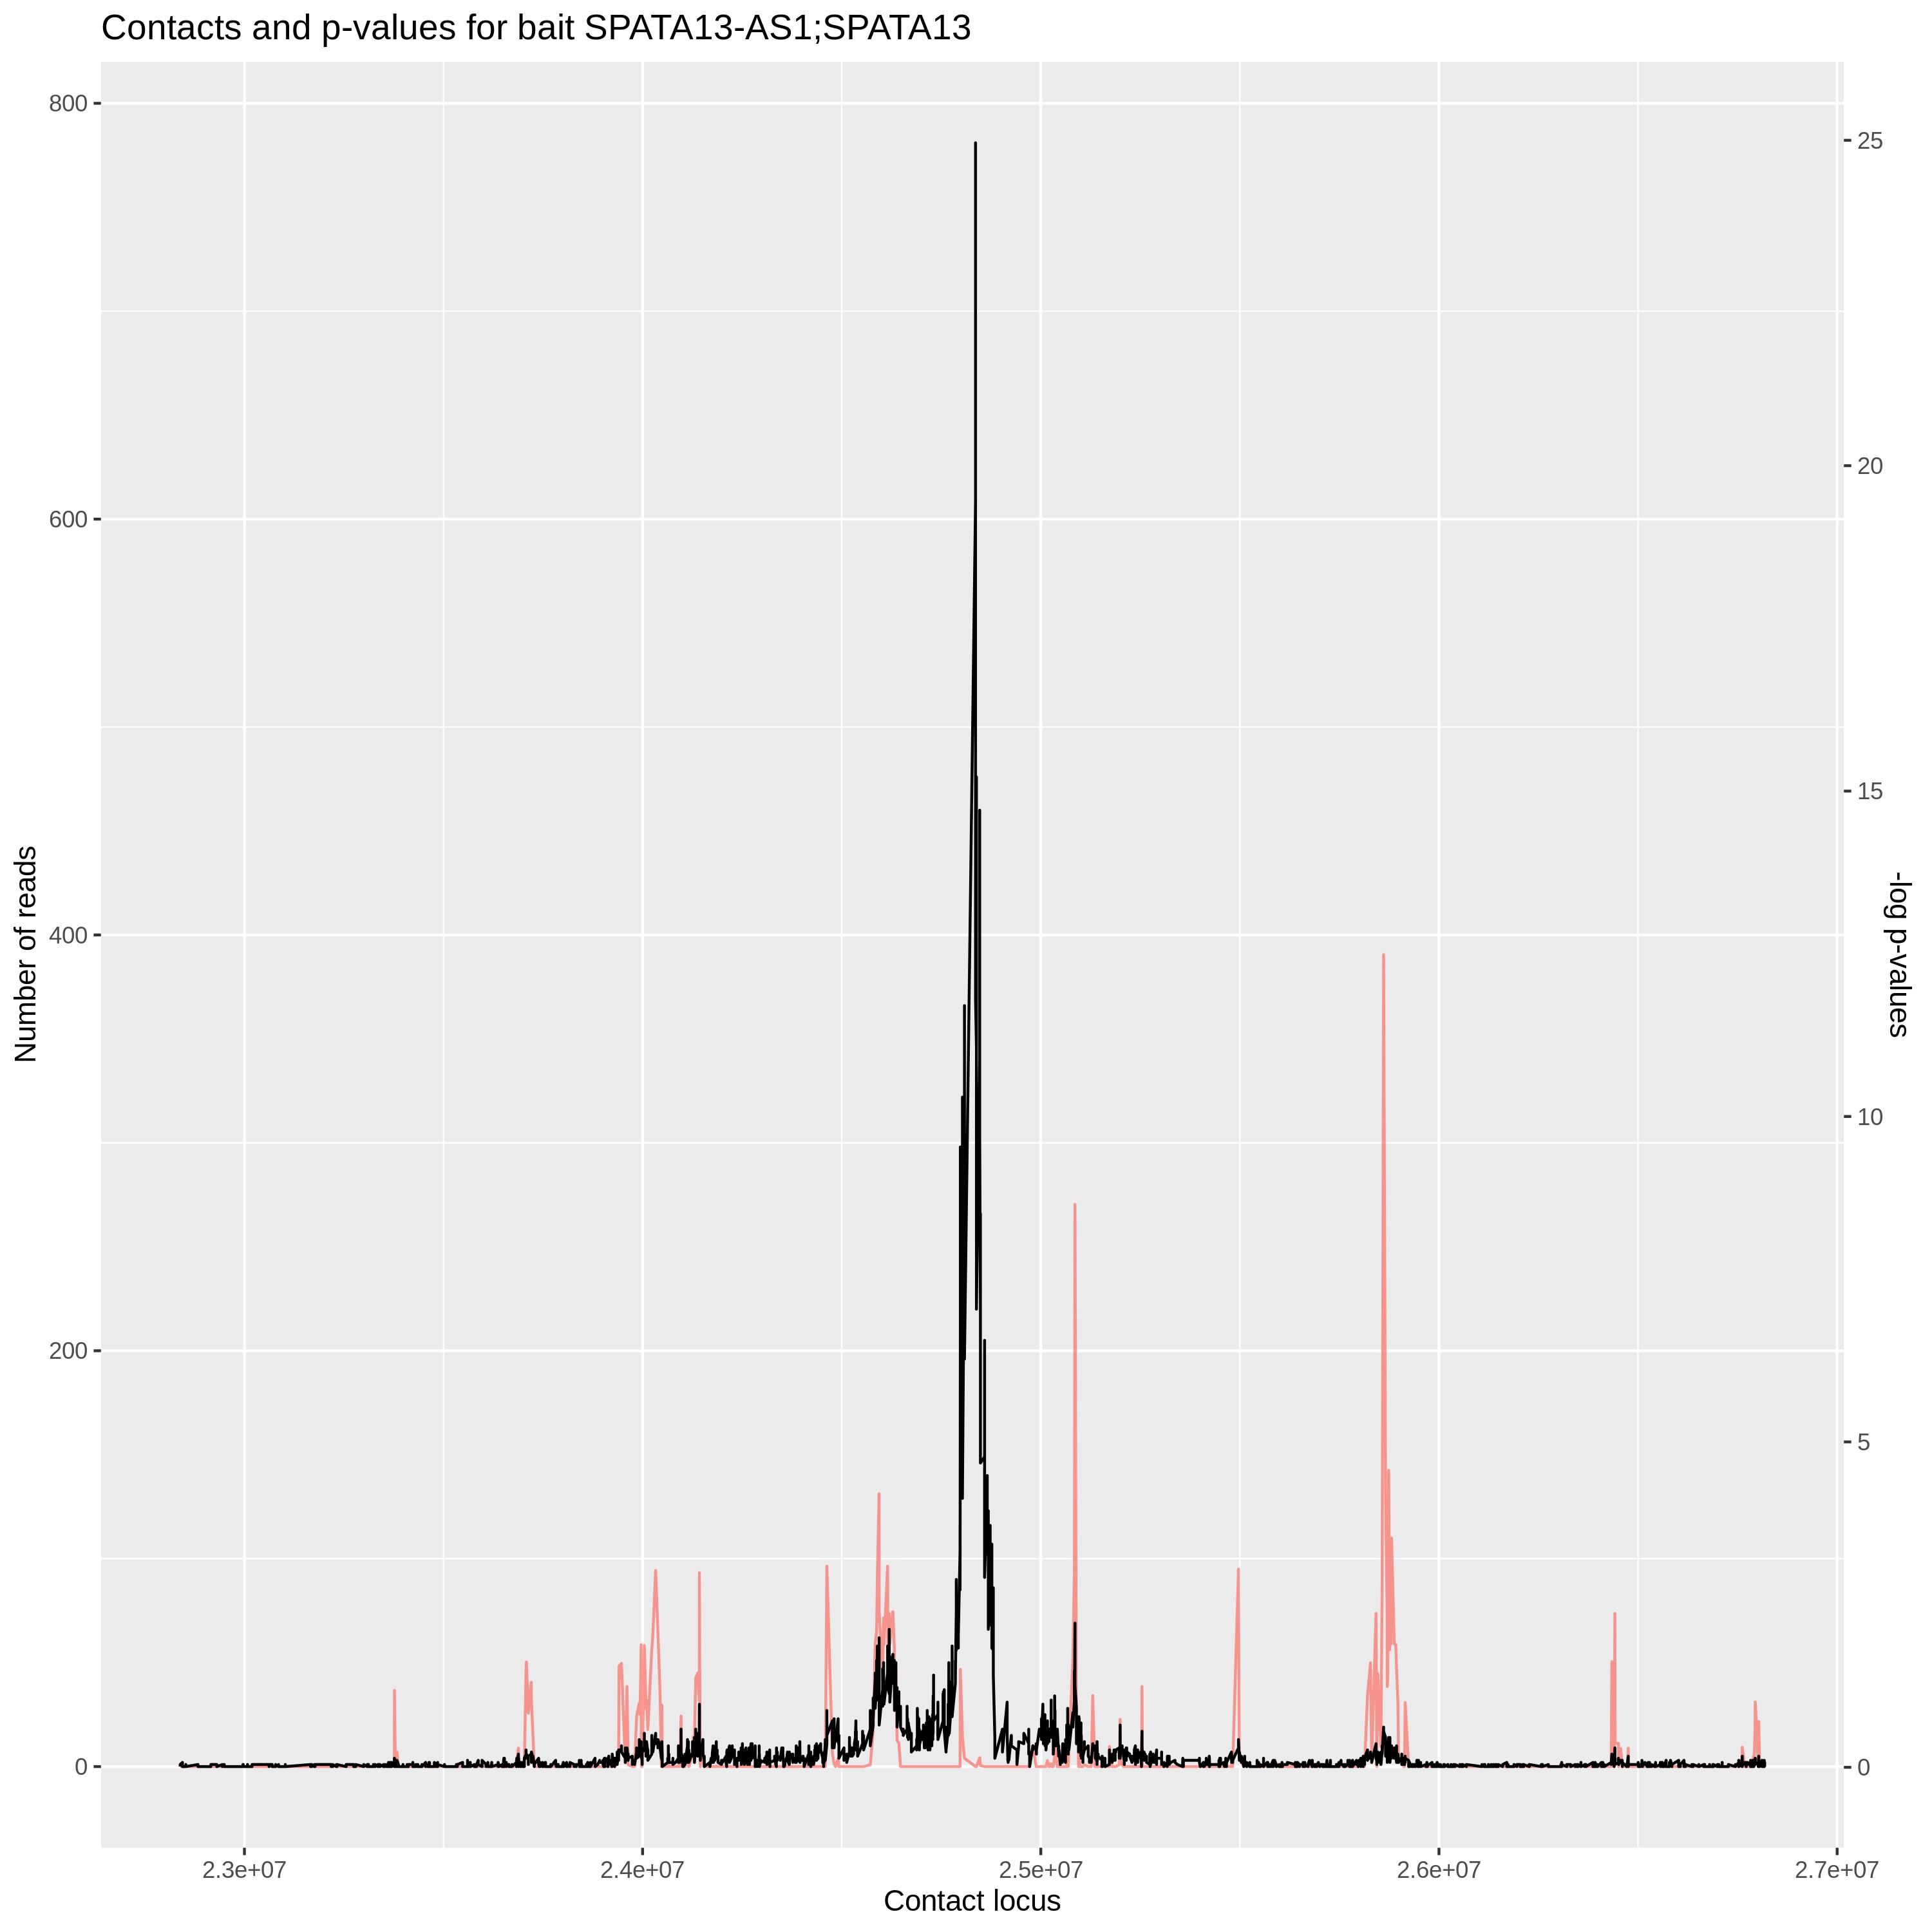 Contacts and p-values for bait SPATA13-AS1;SPATA13
800
600
400
200
0
Number of reads
25
20
15
10
5
0
-log p-values
2.3e+07
2.4e+07
2.5e+07
2.6e+07
2.7e+07
Contact locus